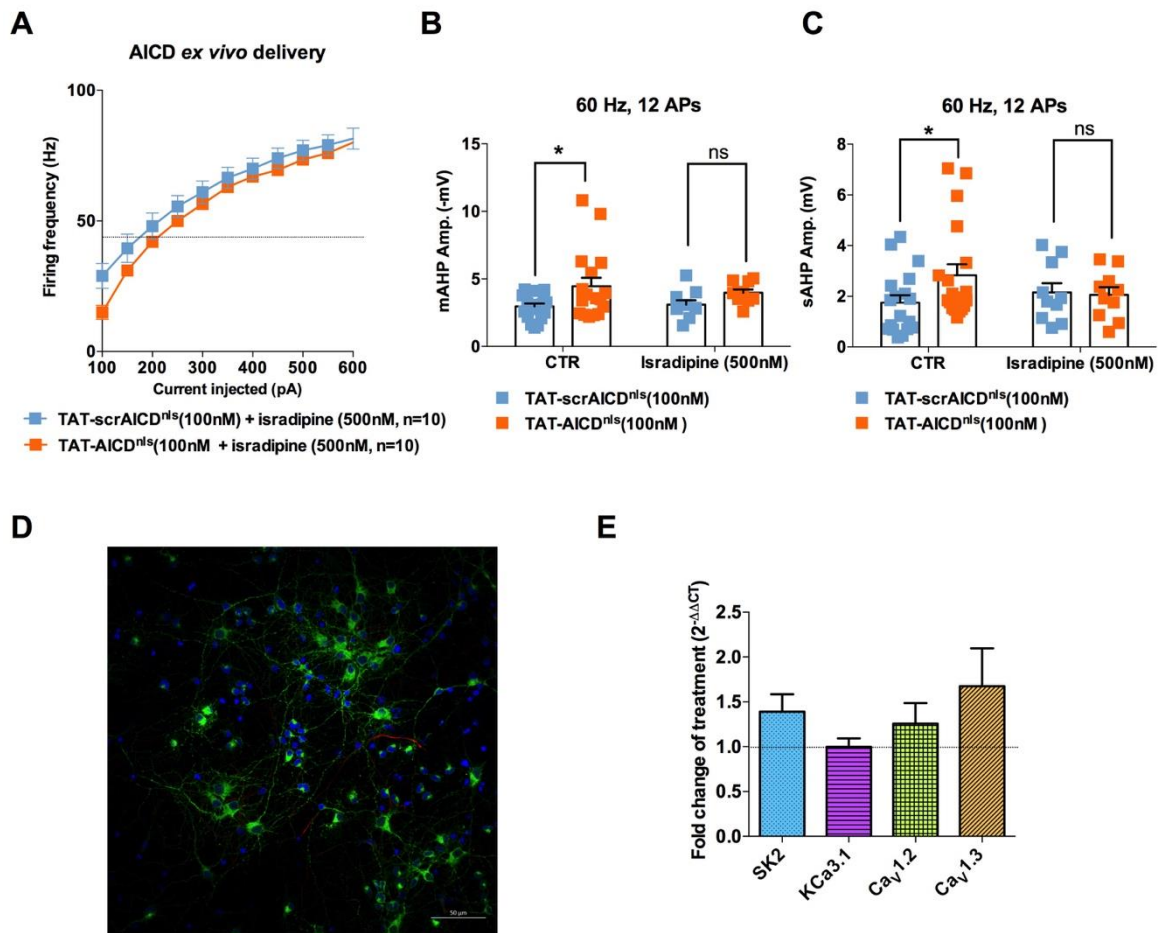 A
AICD ex vivo delivery
Firing frequency (Hz)
100
50
0
100 200 300 400 500 600
Current injected (pA)
TAT-scrAICDnls(100nM) + isradipine (500nM, n=10)
TAT-AICDnls(100nM + isradipine (500nM, n=10)
B
60 Hz, 12 APs
mAHP Amp. (-mV)
15
10
5
0
*
ns
CTR Isradipine (500nM)
TAT-scrAICDnls(100nM)
TAT-AICDnls(100nM )
C
60 Hz, 12 APs
sAHP Amp. (mV)
8
6
4
2
0
*
ns
CTR Isradipine (500nM)
TAT-scrAICDnls(100nM)
TAT-AICDnls(100nM )
D
50 µm
E
Fold change of treatment (2-ΔΔCT)
2.5
2.0
1.5
1.0
0.5
0.0
SK2
KCa3.1
CaV1.2
CaV1.3